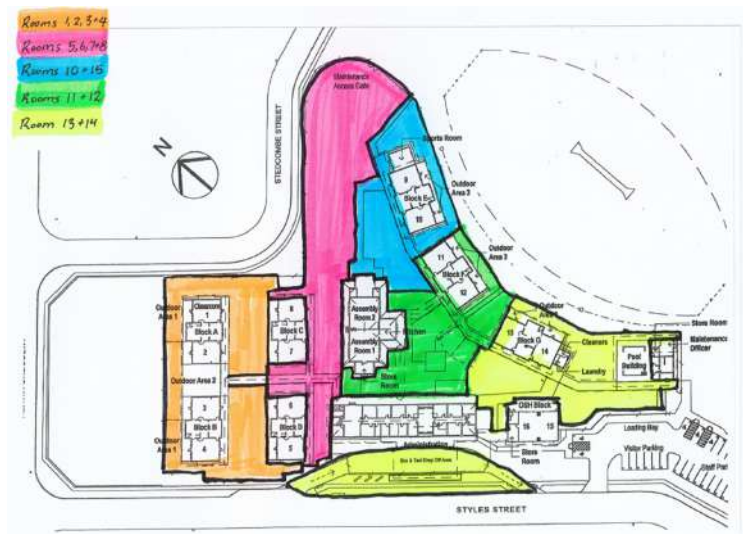 Rooms 1, 2, 3+4
Rooms 5, 6, 7+8
Rooms 10+15
Rooms 11+12
Room 13+14
N
STEDCOMBE STREET
Maintenance
Access Gate
Sports Room
9
Block E
10
Outdoor
Area 3
11
Block F
12
Outdoor
Area 3
Outdoor
Area 1
Classroom
1
Block A
2
Outdoor Area 2
3
Block B
4
Outdoor
Area 1
8
Block C
7
6
Block D
5
Assembly
Room 2
Assembly
Room 1
Kitchen
Store
Room
13
Block G
14
Outdoor
Cleaners
Laundry
Pool
Building
Store Room
Maintenance
Officer
OSH Block
16
15
Store
Room
Administration
Bus & Taxi Drop Off Area
Loading Bay
Visitor Parking
Staff Par
STYLES STREET